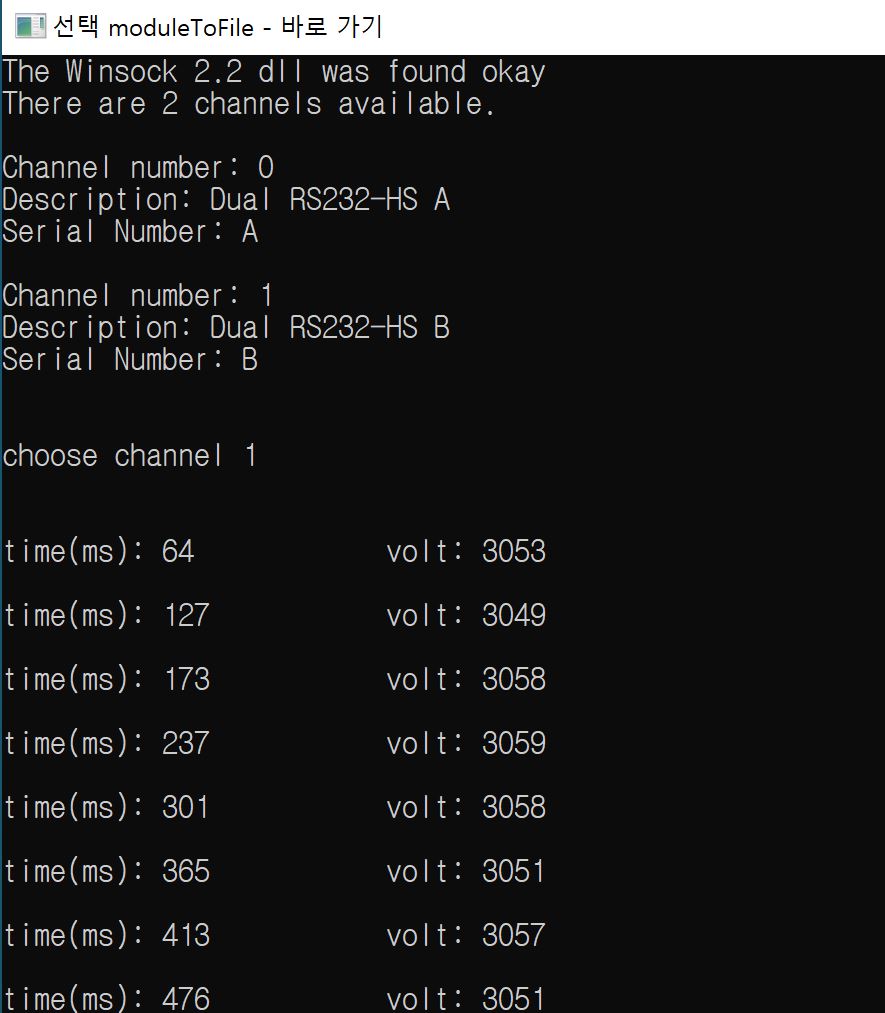 선택 moduleToFile - 바로 가기
The Winsock 2.2 dll was found okay
There are 2 channels available.
Channel number: 0
Description: Dual RS232-HS A
Serial Number: A
Channel number: 1
Description: Dual RS232-HS B
Serial Number: B
choose channel 1
time(ms): 64 volt: 3053
time(ms): 127 volt: 3049
time(ms): 173 volt: 3058
time(ms): 237 volt: 3059
time(ms): 301 volt: 3058
time(ms): 365 volt: 3051
time(ms): 413 volt: 3057
time(ms): 476 volt: 3051